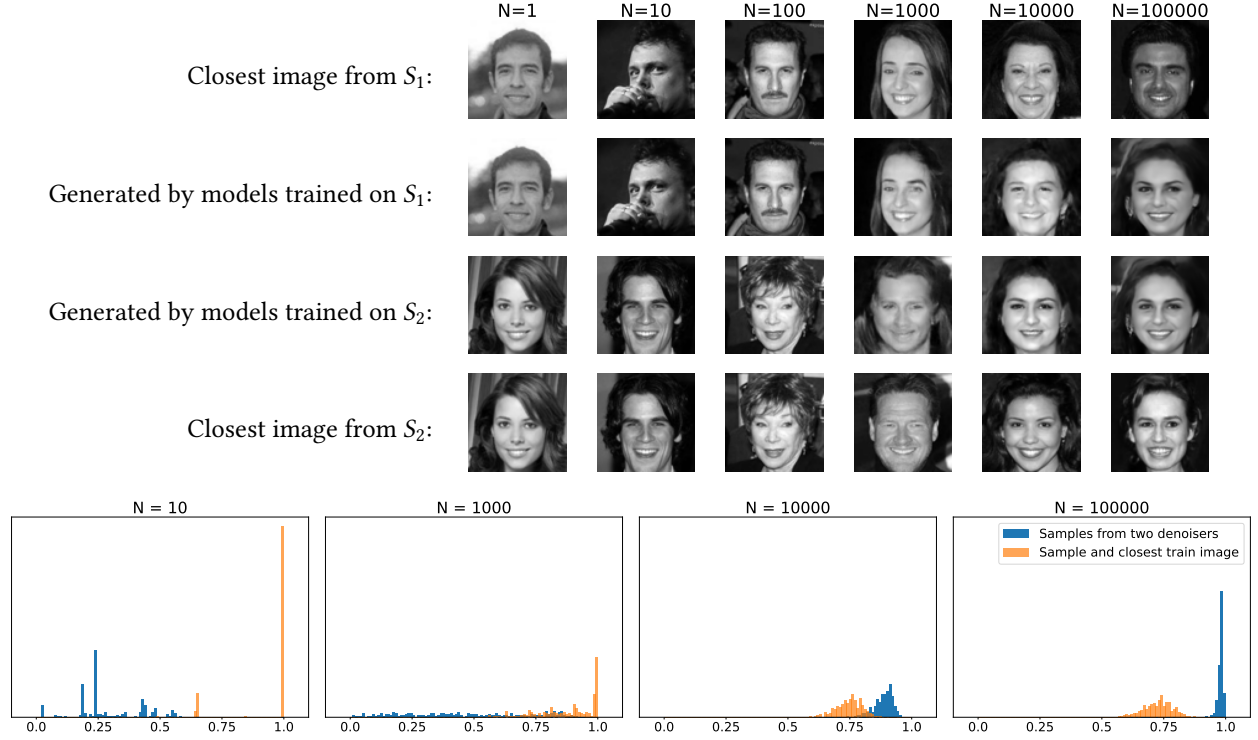 N=1 N=10 N=100 N=1000 N=10000 N=100000
Closest image from S₁:
Generated by models trained on S₁:
Generated by models trained on S₂:
Closest image from S₂:
N = 10 N = 1000 N = 10000 N = 100000
Samples from two denoisers
Sample and closest train image
0.0 0.25 0.5 0.75 1.0 0.0 0.25 0.5 0.75 1.0 0.0 0.25 0.5 0.75 1.0 0.0 0.25 0.5 0.75 1.0